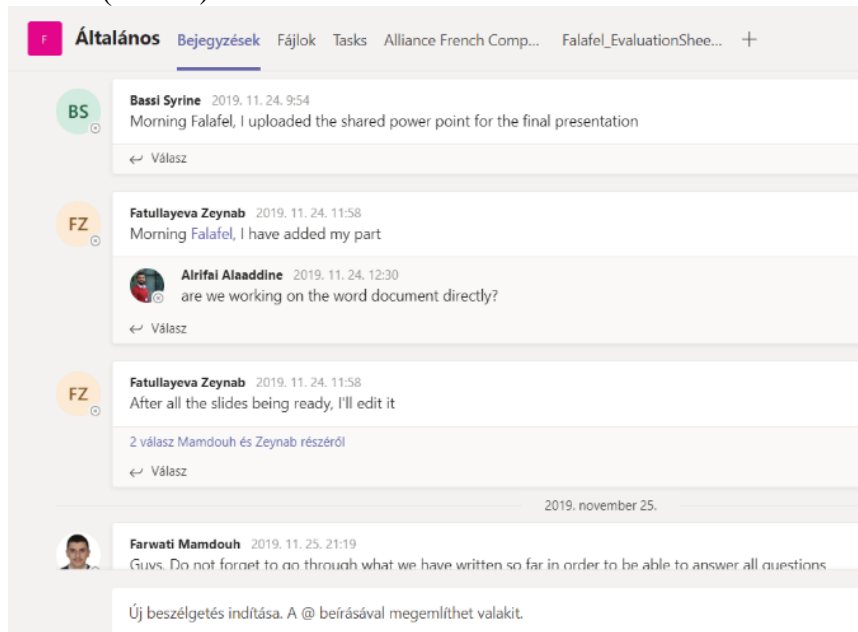 F Általános Bejegyzések Fájlok Tasks Alliance French Comp... Falafel_EvaluationShee... +
BS Bassi Syrine 2019. 11. 24. 9:54
Morning Falafel, I uploaded the shared power point for the final presentation
Válasz
FZ Fatullayeva Zeynab 2019. 11. 24. 11:58
Morning Falafel, I have added my part
Alrifai Alaaddine 2019. 11. 24. 12:30
are we working on the word document directly?
Válasz
FZ Fatullayeva Zeynab 2019. 11. 24. 11:58
After all the slides being ready, I'll edit it
2 válasz Mamdouh és Zeynab részéről
Válasz
2019. november 25.
Farwati Mamdouh 2019. 11. 25. 21:19
Guys. Do not forget to go through what we have written so far in order to be able to answer all questions
Új beszélgetés indítása. A @ beírásával megemlíthet valakit.